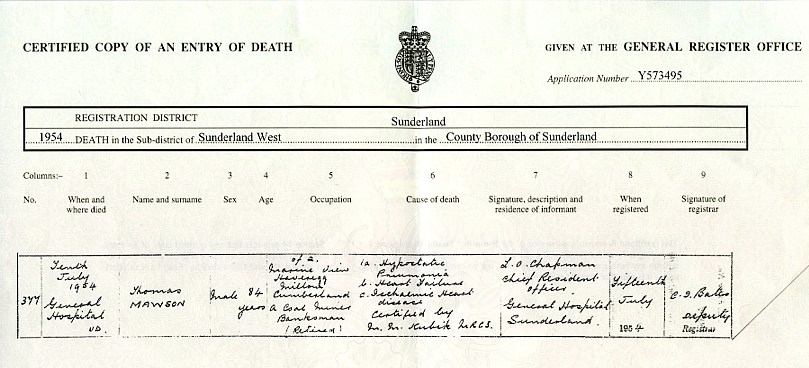 CERTIFIED COPY OF AN ENTRY OF DEATH
GIVEN AT THE GENERAL REGISTER OFFICE
Application Number Y573495
REGISTRATION DISTRICT Sunderland
1954 DEATH in the Sub-district of Sunderland West in the County Borough of Sunderland
Columns:- 1 2 3 4 5 6 7 8 9
No. When and where died Name and surname Sex Age Occupation Cause of death Signature, description and residence of informant When registered Signature of registrar
377
Tenth
July
1954
General
Hospital
U.D.
Thomas
MAWSON
Male
84
years
of 2.
Marine View
Haverigg
Millom
Cumberland
A Coal Miner
Banksman
(Retired)
1a. Hypostatic
Pneumonia
b. Heart Failure
c. Ischaemic Heart
disease
Certified by
M. Kubik M.R.C.S.
L. O. Chapman
Chief Resident
officer
General Hospital
Sunderland.
Fifteenth
July
1954
Bates
deputy
Registrar